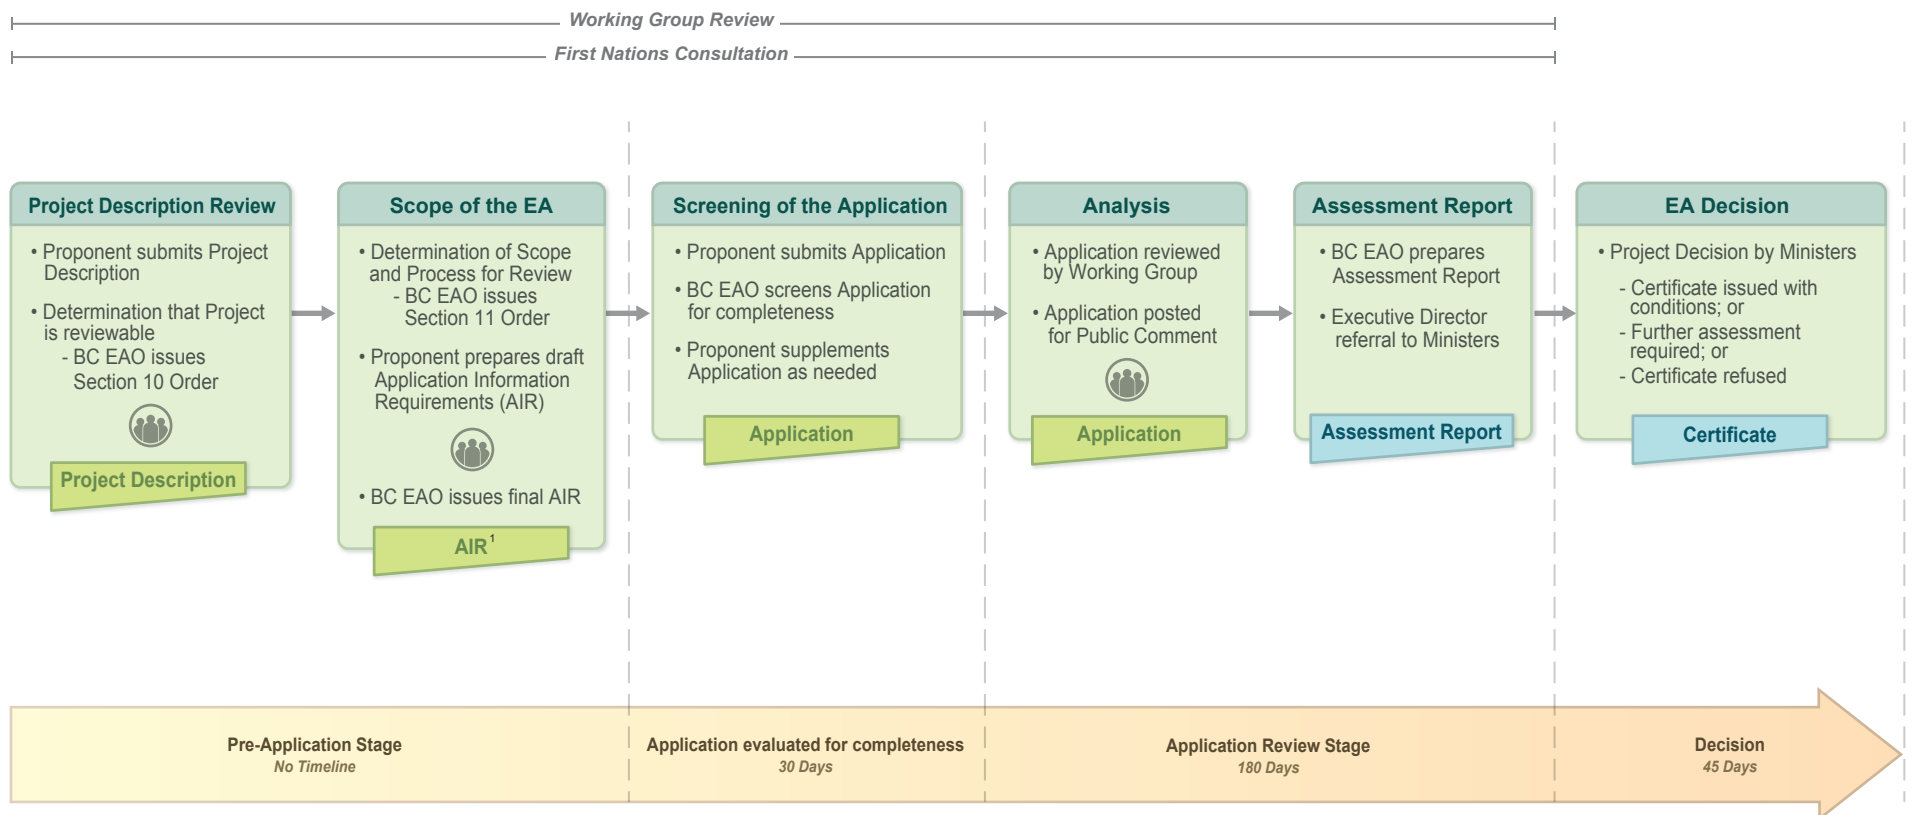 Working Group Review
First Nations Consultation
Project Description Review
• Proponent submits Project
Description
• Determination that Project
is reviewable
- BC EAO issues
Section 10 Order
Project Description
Scope of the EA
• Determination of Scope
and Process for Review
- BC EAO issues
Section 11 Order
• Proponent prepares draft
Application Information
Requirements (AIR)
• BC EAO issues final AIR
AIR¹
Screening of the Application
• Proponent submits Application
• BC EAO screens Application
for completeness
• Proponent supplements
Application as needed
Application
Analysis
• Application reviewed
by Working Group
• Application posted
for Public Comment
Application
Assessment Report
• BC EAO prepares
Assessment Report
• Executive Director
referral to Ministers
Assessment Report
EA Decision
• Project Decision by Ministers
- Certificate issued with
conditions; or
- Further assessment
required; or
- Certificate refused
Certificate
Pre-Application Stage
No Timeline
Application evaluated for completeness
30 Days
Application Review Stage
180 Days
Decision
45 Days